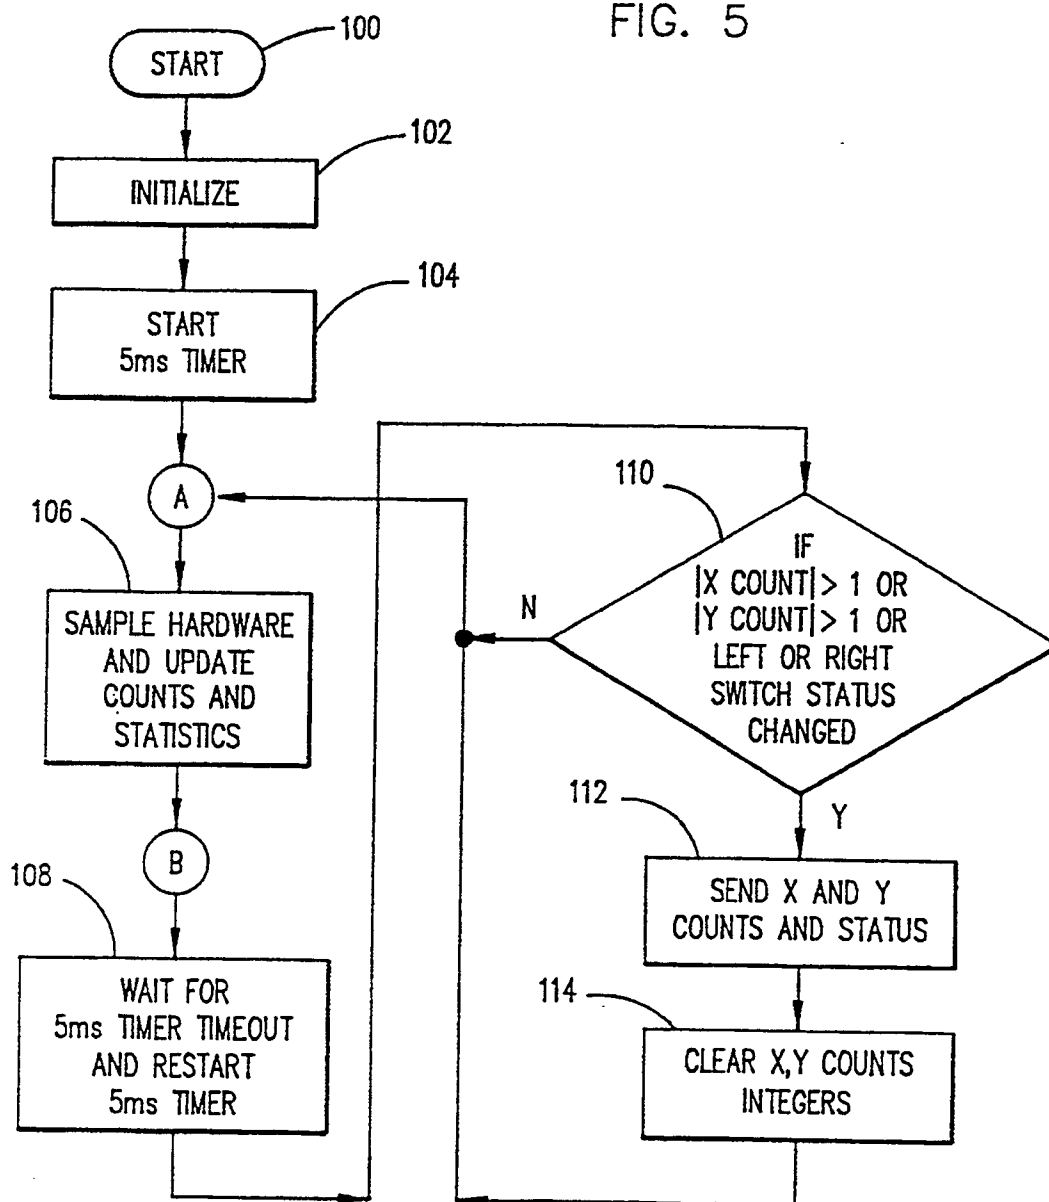 FIG. 5
100
START
102
INITIALIZE
104
START
5ms TIMER
A
106
SAMPLE HARDWARE
AND UPDATE
COUNTS AND
STATISTICS
B
108
WAIT FOR
5ms TIMER TIMEOUT
AND RESTART
5ms TIMER
110
IF
|X COUNT| > 1 OR
|Y COUNT| > 1 OR
LEFT OR RIGHT
SWITCH STATUS
CHANGED
N
Y
112
SEND X AND Y
COUNTS AND STATUS
114
CLEAR X,Y COUNTS
INTEGERS